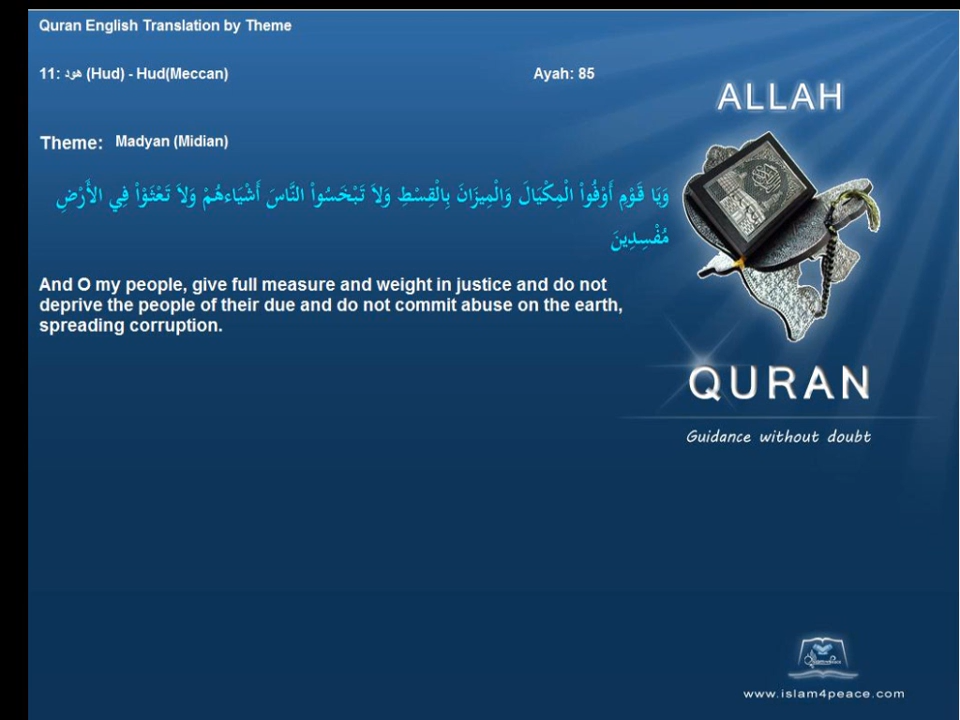 Quran English Translation by Theme
11: هود (Hud) - Hud(Meccan) Ayah: 85
ALLAH
Theme: Madyan (Midian)
وَيَا قَوْمِ أَوْفُواْ الْمِكْيَالَ وَالْمِيزَانَ بِالْقِسْطِ وَلاَ تَبْخَسُواْ النَّاسَ أَشْيَاءهُمْ وَلاَ تَعْثَوْاْ فِي الأَرْضِ
مُفْسِدِينَ
And O my people, give full measure and weight in justice and do not
deprive the people of their due and do not commit abuse on the earth,
spreading corruption.
QURAN
Guidance without doubt
www.islam4peace.com